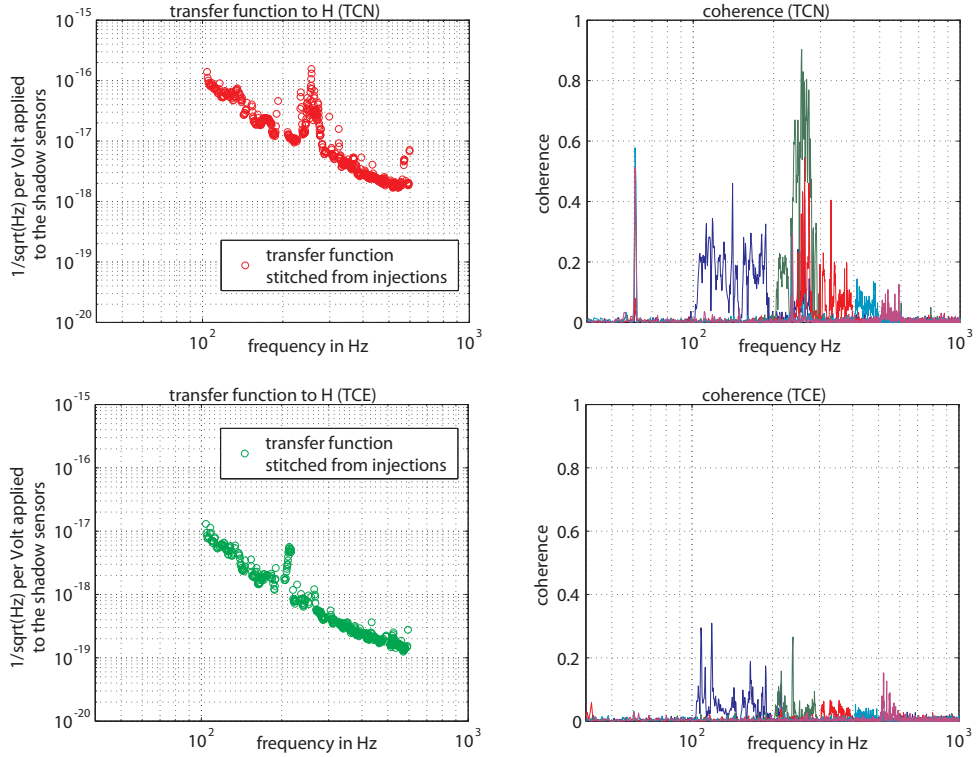 transfer function to H (TCN)
10^-15
10^-16
10^-17
10^-18
10^-19
10^-20
1/sqrt(Hz) per Volt applied
to the shadow sensors
transfer function
stitched from injections
10^2
10^3
frequency in Hz
coherence (TCN)
1
0.8
0.6
0.4
0.2
0
coherence
10^2
10^3
frequency Hz
transfer function to H (TCE)
10^-15
10^-16
10^-17
10^-18
10^-19
10^-20
1/sqrt(Hz) per Volt applied
to the shadow sensors
transfer function
stitched from injections
10^2
10^3
frequency in Hz
coherence (TCE)
1
0.8
0.6
0.4
0.2
0
coherence
10^2
10^3
frequency in Hz